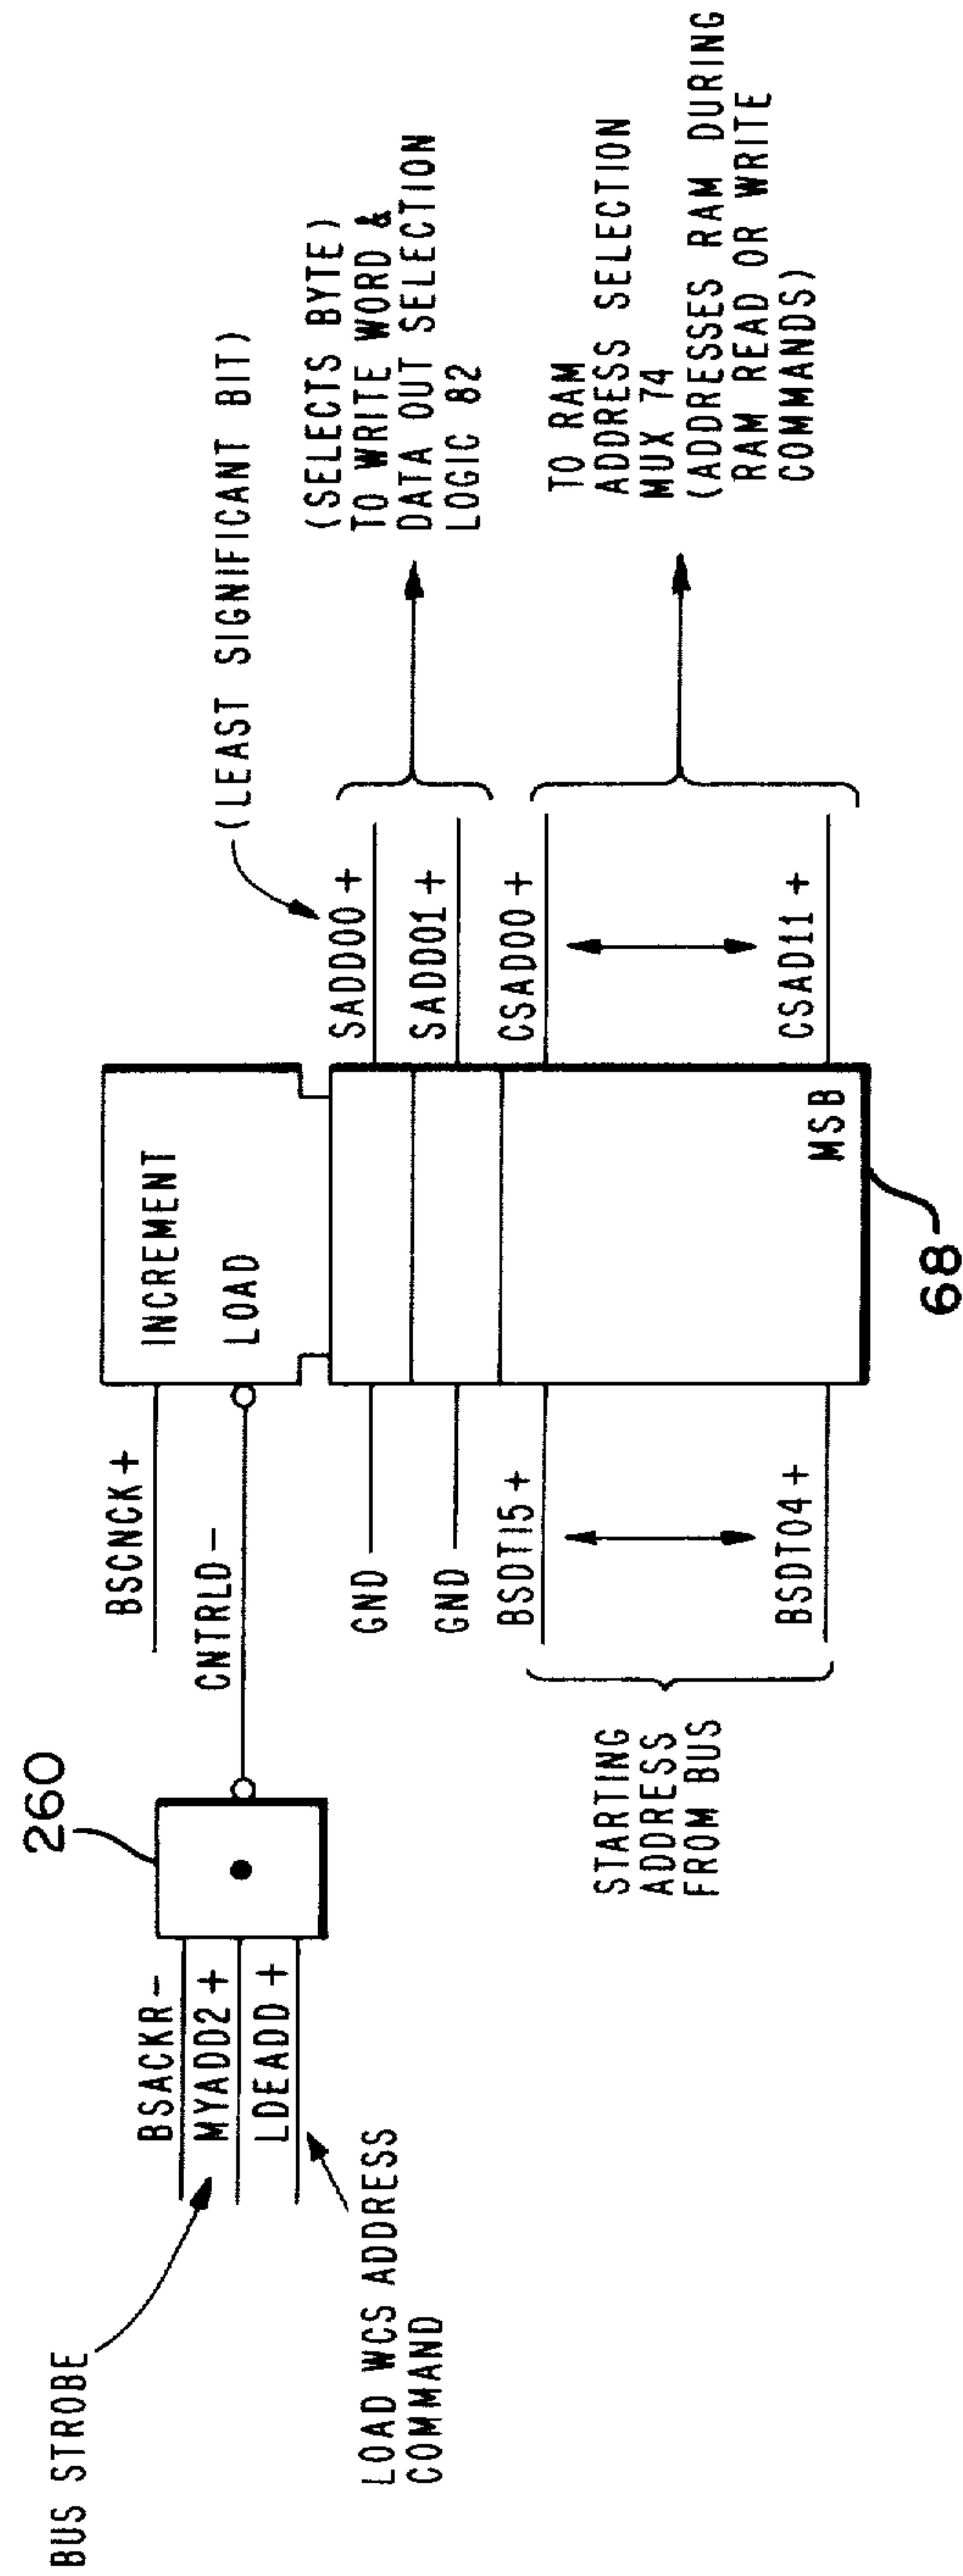 BUS STROBE
BSACKR-
MYADD2+
LDEADD+
LOAD WCS ADDRESS
COMMAND
260
CNTRLD-
BSCNCK+
INCREMENT
LOAD
GND
GND
BSDT15+
BSDT04+
STARTING
ADDRESS
FROM BUS
MSB
68
(LEAST SIGNIFICANT BIT)
SADD00+
SADD01+
CSAD00+
CSAD11+
(SELECTS BYTE)
TO WRITE WORD &
DATA OUT SELECTION
LOGIC 82
TO RAM
ADDRESS SELECTION
MUX 74
(ADDRESSES RAM DURING
RAM READ OR WRITE
COMMANDS)